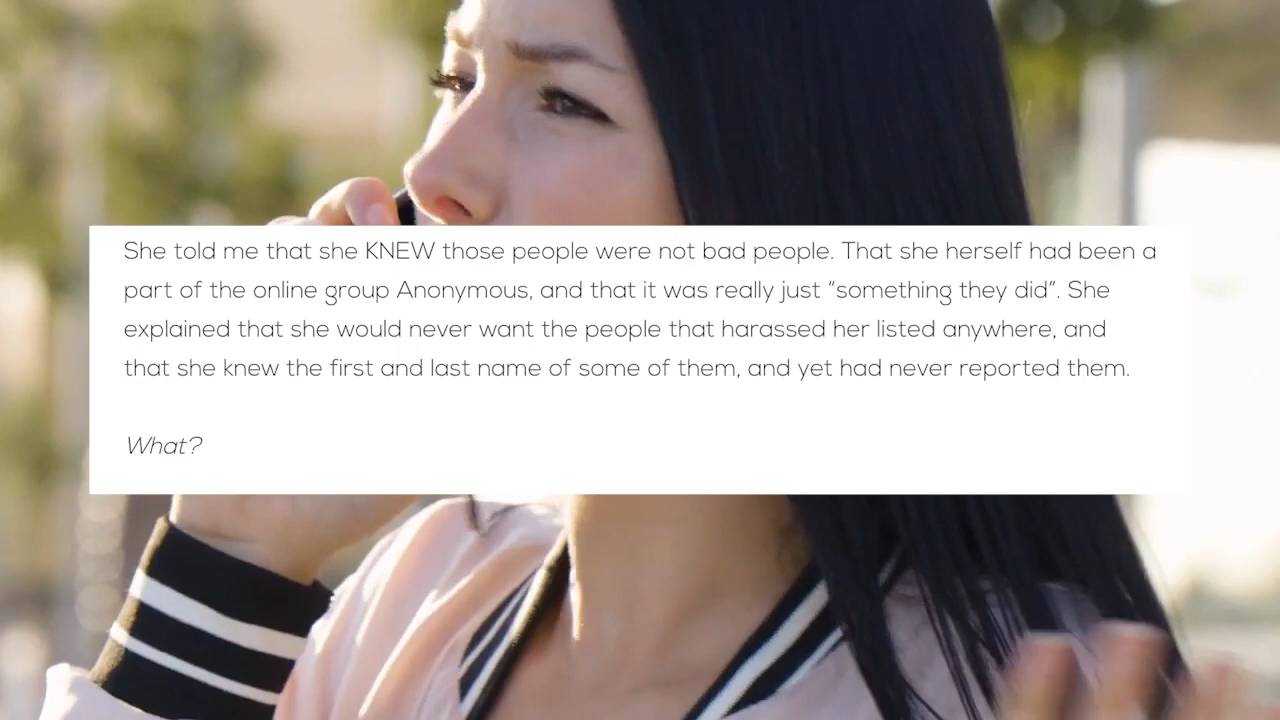 She told me that she KNEW those people were not bad people. That she herself had been a
part of the online group Anonymous, and that it was really just “something they did”. She
explained that she would never want the people that harassed her listed anywhere, and
that she knew the first and last name of some of them, and yet had never reported them.
What?